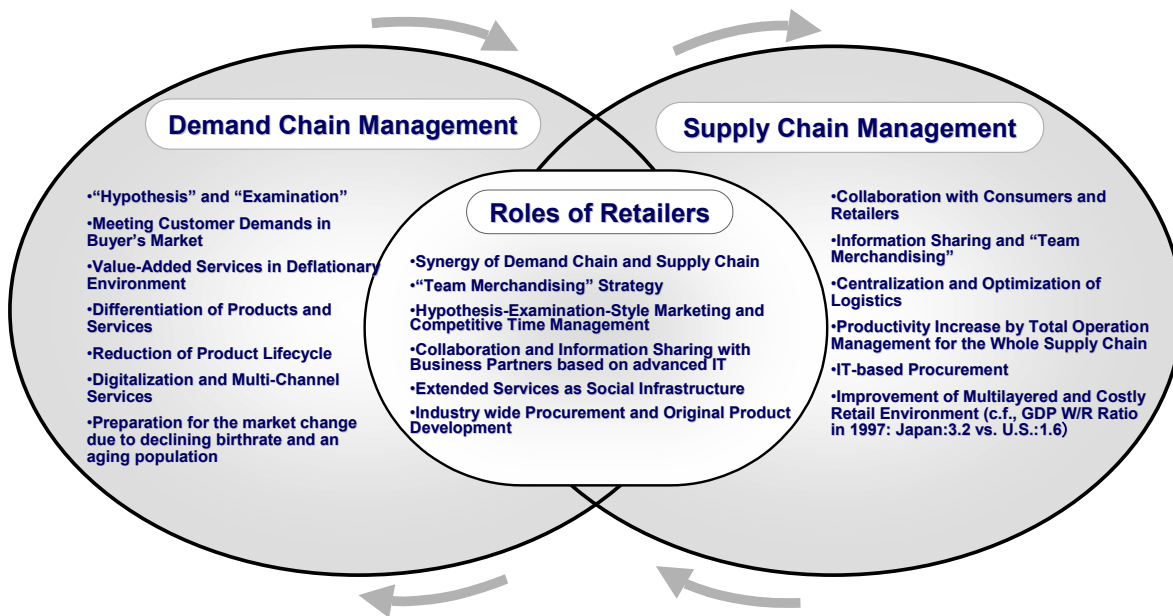 Demand Chain Management
•“Hypothesis” and “Examination”
•Meeting Customer Demands in
Buyer’s Market
•Value-Added Services in Deflationary
Environment
•Differentiation of Products and
Services
•Reduction of Product Lifecycle
•Digitalization and Multi-Channel
Services
•Preparation for the market change
due to declining birthrate and an
aging population
Roles of Retailers
•Synergy of Demand Chain and Supply Chain
•“Team Merchandising” Strategy
•Hypothesis-Examination-Style Marketing and
Competitive Time Management
•Collaboration and Information Sharing with
Business Partners based on advanced IT
•Extended Services as Social Infrastructure
•Industry wide Procurement and Original Product
Development
Supply Chain Management
•Collaboration with Consumers and
Retailers
•Information Sharing and “Team
Merchandising”
•Centralization and Optimization of
Logistics
•Productivity Increase by Total Operation
Management for the Whole Supply Chain
•IT-based Procurement
•Improvement of Multilayered and Costly
Retail Environment (c.f., GDP W/R Ratio
in 1997: Japan:3.2 vs. U.S.:1.6）